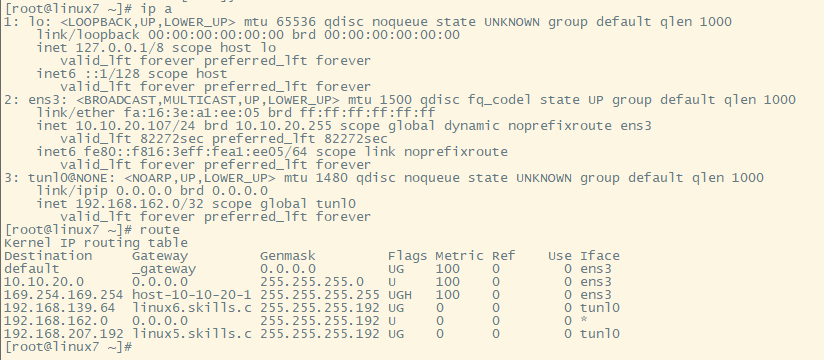 [root@linux7 ~]# ip a
1: lo: <LOOPBACK,UP,LOWER_UP> mtu 65536 qdisc noqueue state UNKNOWN group default qlen 1000
    link/loopback 00:00:00:00:00:00 brd 00:00:00:00:00:00
    inet 127.0.0.1/8 scope host lo
       valid_lft forever preferred_lft forever
    inet6 ::1/128 scope host
       valid_lft forever preferred_lft forever
2: ens3: <BROADCAST,MULTICAST,UP,LOWER_UP> mtu 1500 qdisc fq_codel state UP group default qlen 1000
    link/ether fa:16:3e:a1:ee:05 brd ff:ff:ff:ff:ff:ff
    inet 10.10.20.107/24 brd 10.10.20.255 scope global dynamic noprefixroute ens3
       valid_lft 82272sec preferred_lft 82272sec
    inet6 fe80::f816:3eff:fea1:ee05/64 scope link noprefixroute
       valid_lft forever preferred_lft forever
3: tunl0@NONE: <NOARP,UP,LOWER_UP> mtu 1480 qdisc noqueue state UNKNOWN group default qlen 1000
    link/ipip 0.0.0.0 brd 0.0.0.0
    inet 192.168.162.0/32 scope global tunl0
       valid_lft forever preferred_lft forever
[root@linux7 ~]# route
Kernel IP routing table
Destination     Gateway         Genmask         Flags Metric Ref    Use Iface
default         _gateway        0.0.0.0         UG    100    0        0 ens3
10.10.20.0      0.0.0.0         255.255.255.0   U     100    0        0 ens3
169.254.169.254 host-10-10-20-1 255.255.255.255 UGH   100    0        0 ens3
192.168.139.64  linux6.skills.c 255.255.255.192 UG    0      0        0 tunl0
192.168.162.0   0.0.0.0         255.255.255.192 U     0      0        0 *
192.168.207.192 linux5.skills.c 255.255.255.192 UG    0      0        0 tunl0
[root@linux7 ~]#